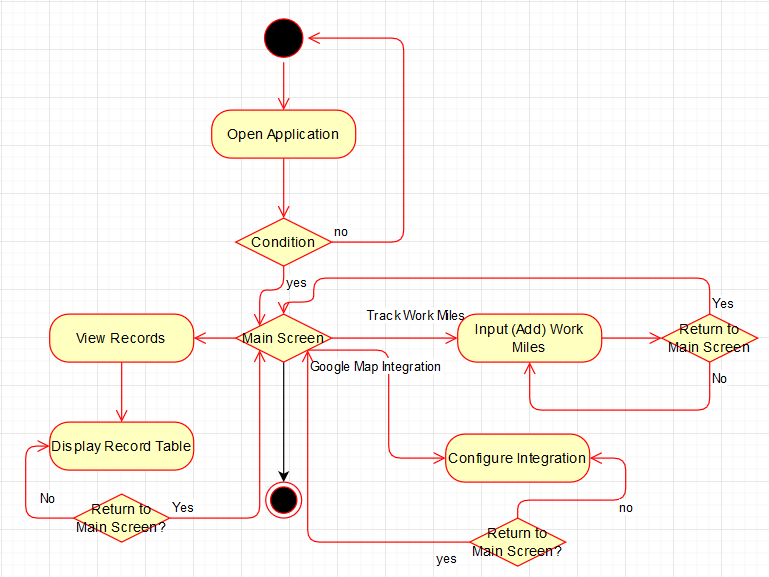 Open Application
Condition
no
yes
Track Work Miles
Yes
View Records
Main Screen
Input (Add) Work
Miles
Return to
Main Screen
Google Map Integration
No
Display Record Table
Configure Integration
No
Return to
Main Screen?
Yes
no
Return to
Main Screen?
yes